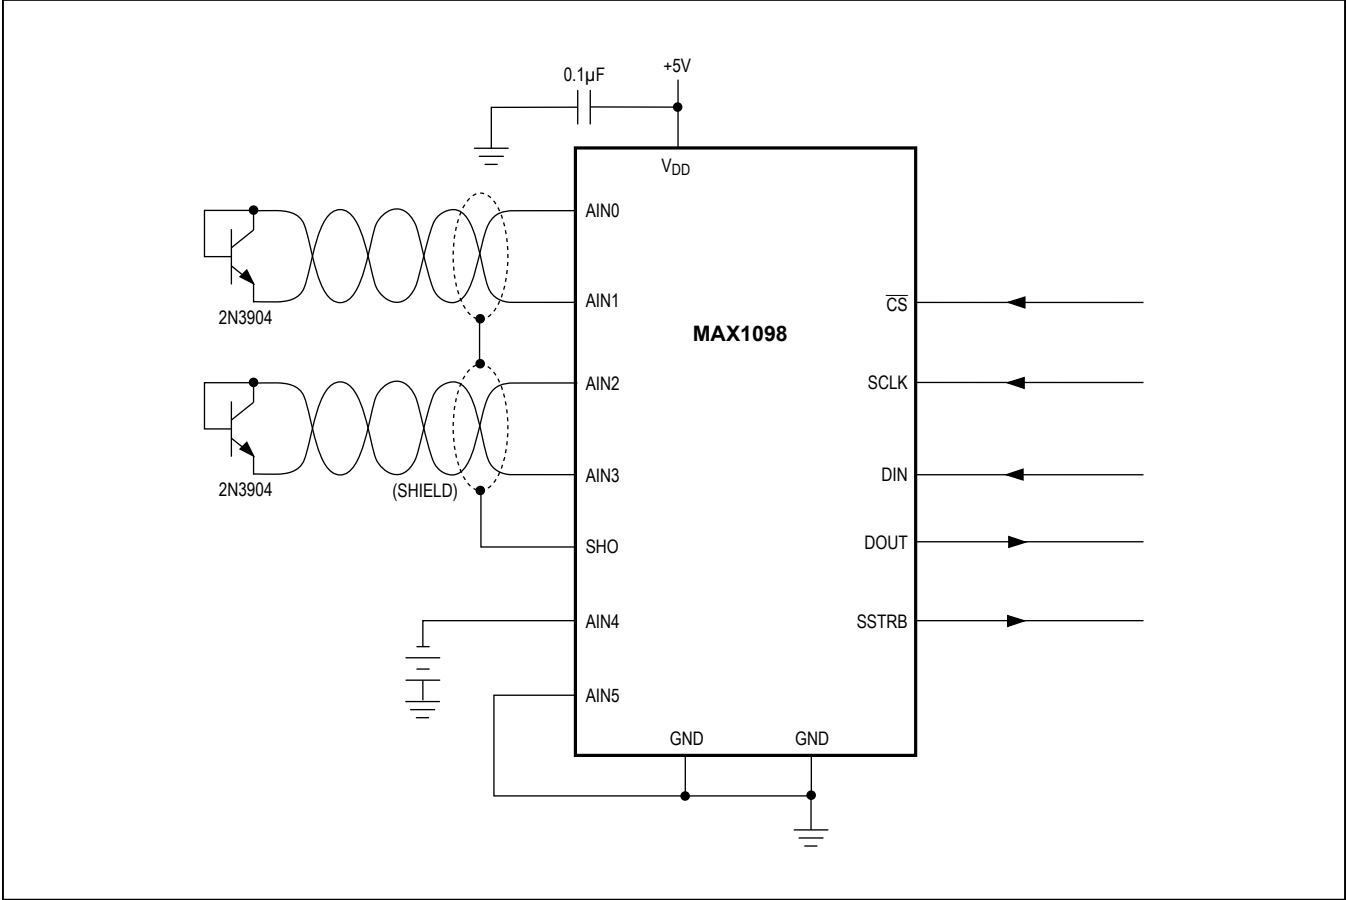 0.1µF
+5V
VDD
AIN0
AIN1
2N3904
CS
MAX1098
AIN2
SCLK
AIN3
DIN
2N3904
(SHIELD)
SHO
DOUT
AIN4
SSTRB
AIN5
GND
GND